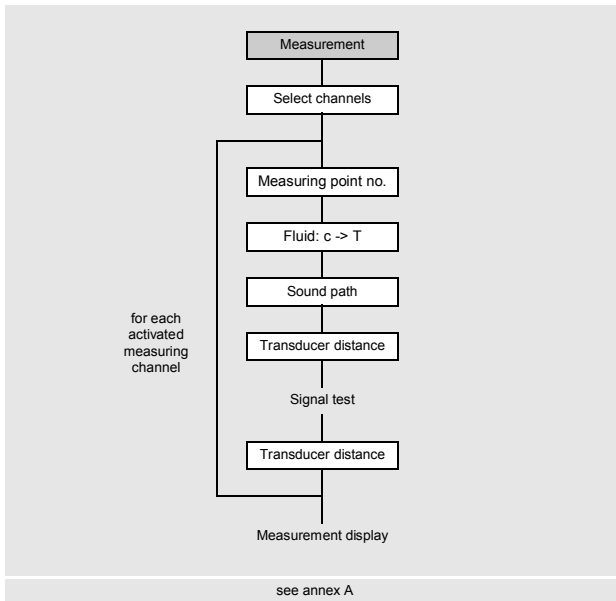 Measurement
Select channels
Measuring point no.
Fluid: c -> T
Sound path
for each
activated
measuring
channel
Transducer distance
Signal test
Transducer distance
Measurement display
see annex A